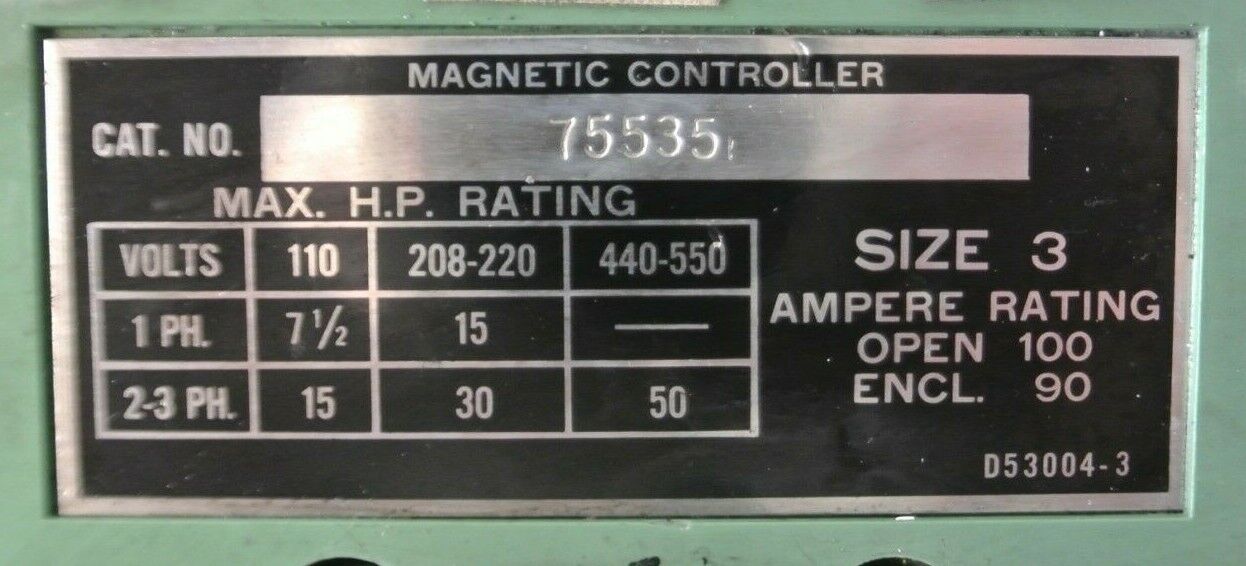 MAGNETIC CONTROLLER
CAT. NO. 75535
MAX. H.P. RATING
VOLTS 110 208-220 440-550
1 PH. 7 1/2 15 —
2-3 PH. 15 30 50
SIZE 3
AMPERE RATING
OPEN 100
ENCL. 90
D53004-3